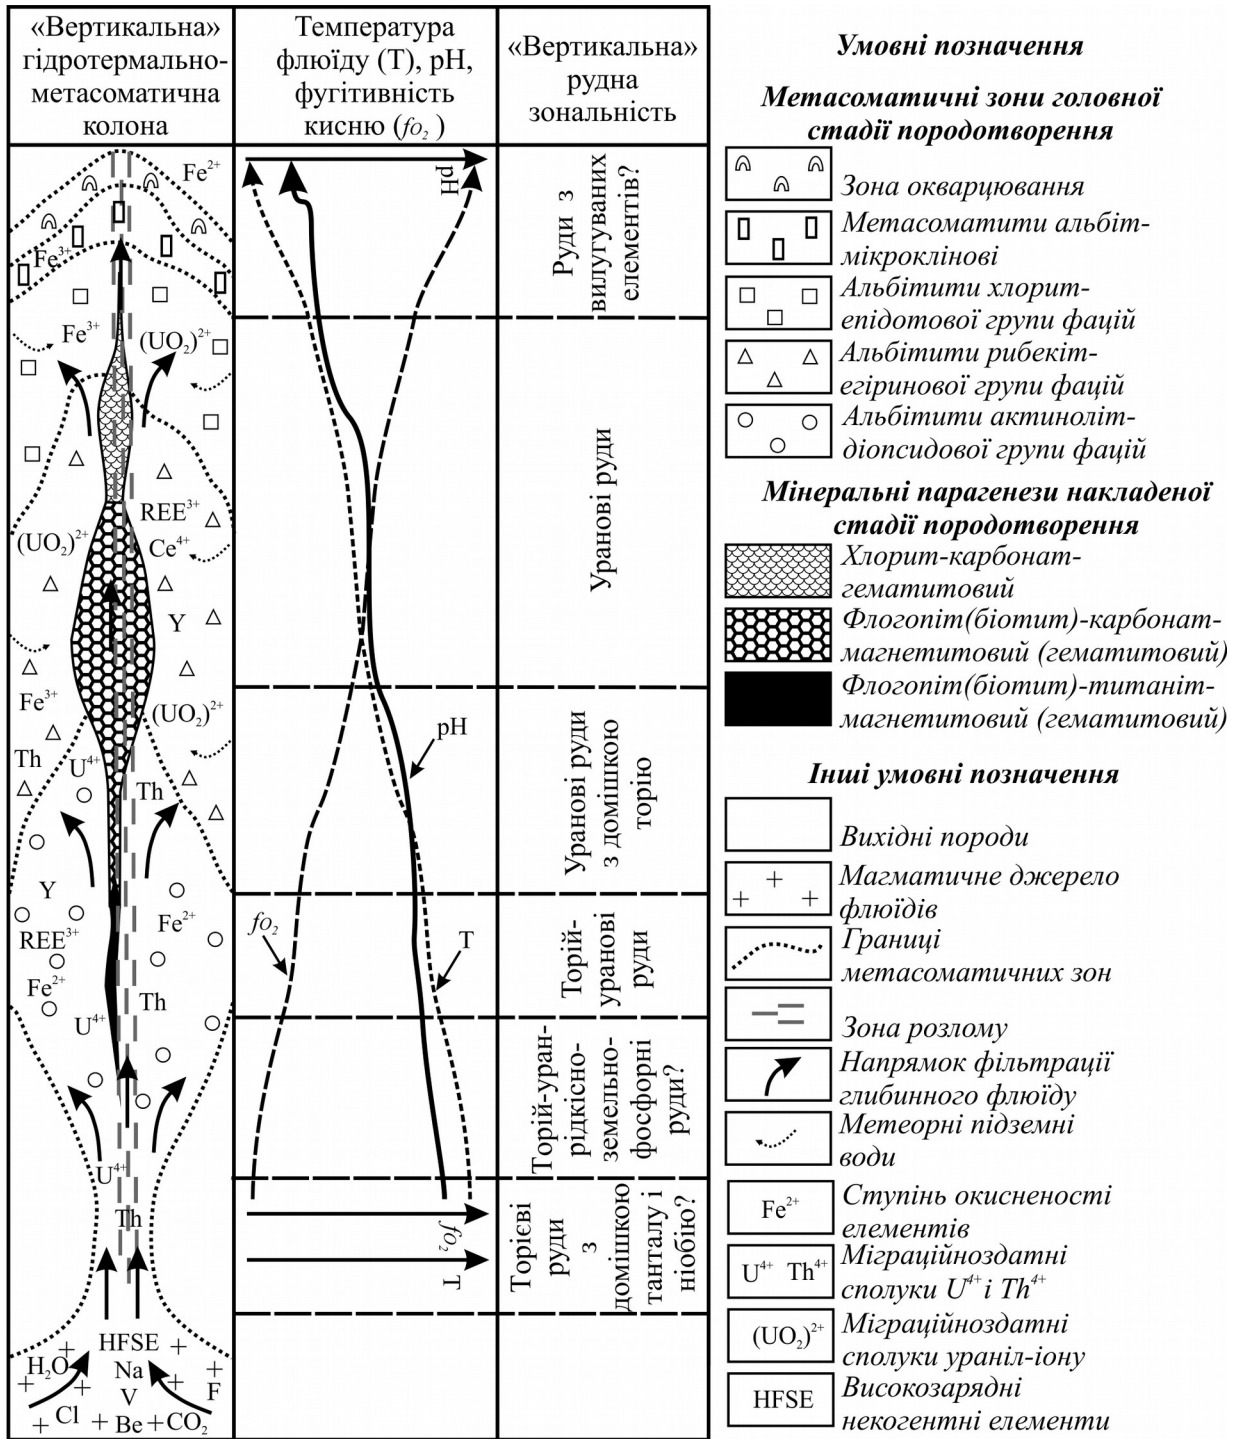 «Вертикальна»
гідротермально-
метасоматична
колона
Температура
флюїду (Т), рН,
фугітивність
кисню (fO₂)
«Вертикальна»
рудна
зональність
Fe²⁺
Fe³⁺
Fe³⁺
(UO₂)²⁺
REE³⁺
(UO₂)²⁺
Ce⁴⁺
Y
Fe³⁺
(UO₂)²⁺
Th
U⁴⁺
Th
Y
REE³⁺
Fe²⁺
Fe²⁺
Th
U⁴⁺
U⁴⁺
Th
HFSE
H₂O
Na
F
V
Cl
Be
CO₂
pH
pH
fO₂
T
fO₂
T
Руди з
вилугуваних
елементів?
Уранові руди
Уранові руди
з домішкою
торію
Торій-
уранові
руди
Торій-уран-
рідкісно-
земельно-
фосфорні
руди?
Торієві
руди
з
домішкою
танталу і
ніобію?
Умовні позначення
Метасоматичні зони головної
стадії породотворення
Зона окварцювання
Метасоматити альбіт-
мікроклінові
Альбітити хлорит-
епідотової групи фацій
Альбітити рибекіт-
егіринової групи фацій
Альбітити актиноліт-
діопсидової групи фацій
Мінеральні парагенези накладеної
стадії породотворення
Хлорит-карбонат-
гематитовий
Флогопіт(біотит)-карбонат-
магнетитовий (гематитовий)
Флогопіт(біотит)-титаніт-
магнетитовий (гематитовий)
Інші умовні позначення
Вихідні породи
Магматичне джерело
флюїдів
Границі
метасоматичних зон
Зона розлому
Напрямок фільтрації
глибинного флюїду
Метеорні підземні
води
Fe²⁺
Ступінь окисненості
елементів
U⁴⁺ Th⁴⁺
Міграційноздатні
сполуки U⁴⁺ і Th⁴⁺
(UO₂)²⁺
Міграційноздатні
сполуки ураніл-іону
HFSE
Високозарядні
некогентні елементи